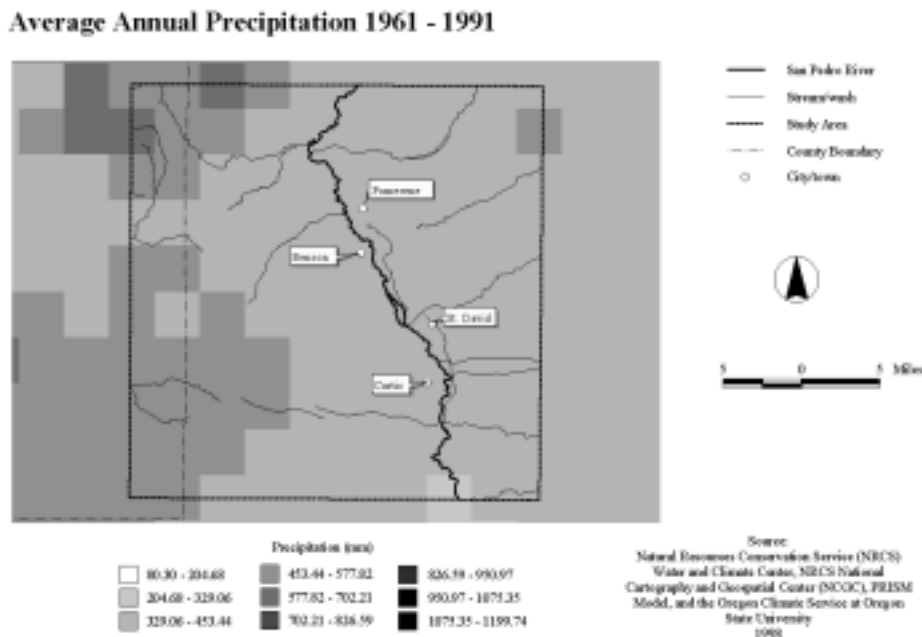 Average Annual Precipitation 1961 - 1991
San Pedro River
Stream/wash
Study Area
County Boundary
City/town
Pomerene
Benson
St. David
Curtiss
5 0 5 Miles
Precipitation (mm)
80.30 - 204.68
204.68 - 329.06
329.06 - 453.44
453.44 - 577.82
577.82 - 702.21
702.21 - 826.59
826.59 - 950.97
950.97 - 1075.35
1075.35 - 1199.74
Source:
Natural Resources Conservation Service (NRCS)
Water and Climate Center, NRCS National
Cartography and Geospatial Center (NCGC), PRISM
Model, and the Oregon Climate Service at Oregon
State University
1998